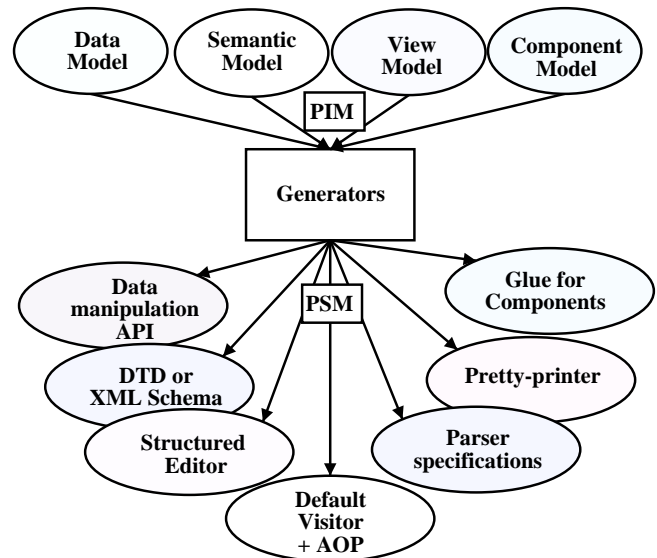 Data
Model
Semantic
Model
View
Model
Component
Model
PIM
Generators
Data
manipulation
API
PSM
Glue for
Components
DTD or
XML Schema
Pretty-printer
Structured
Editor
Parser
specifications
Default
Visitor
+ AOP